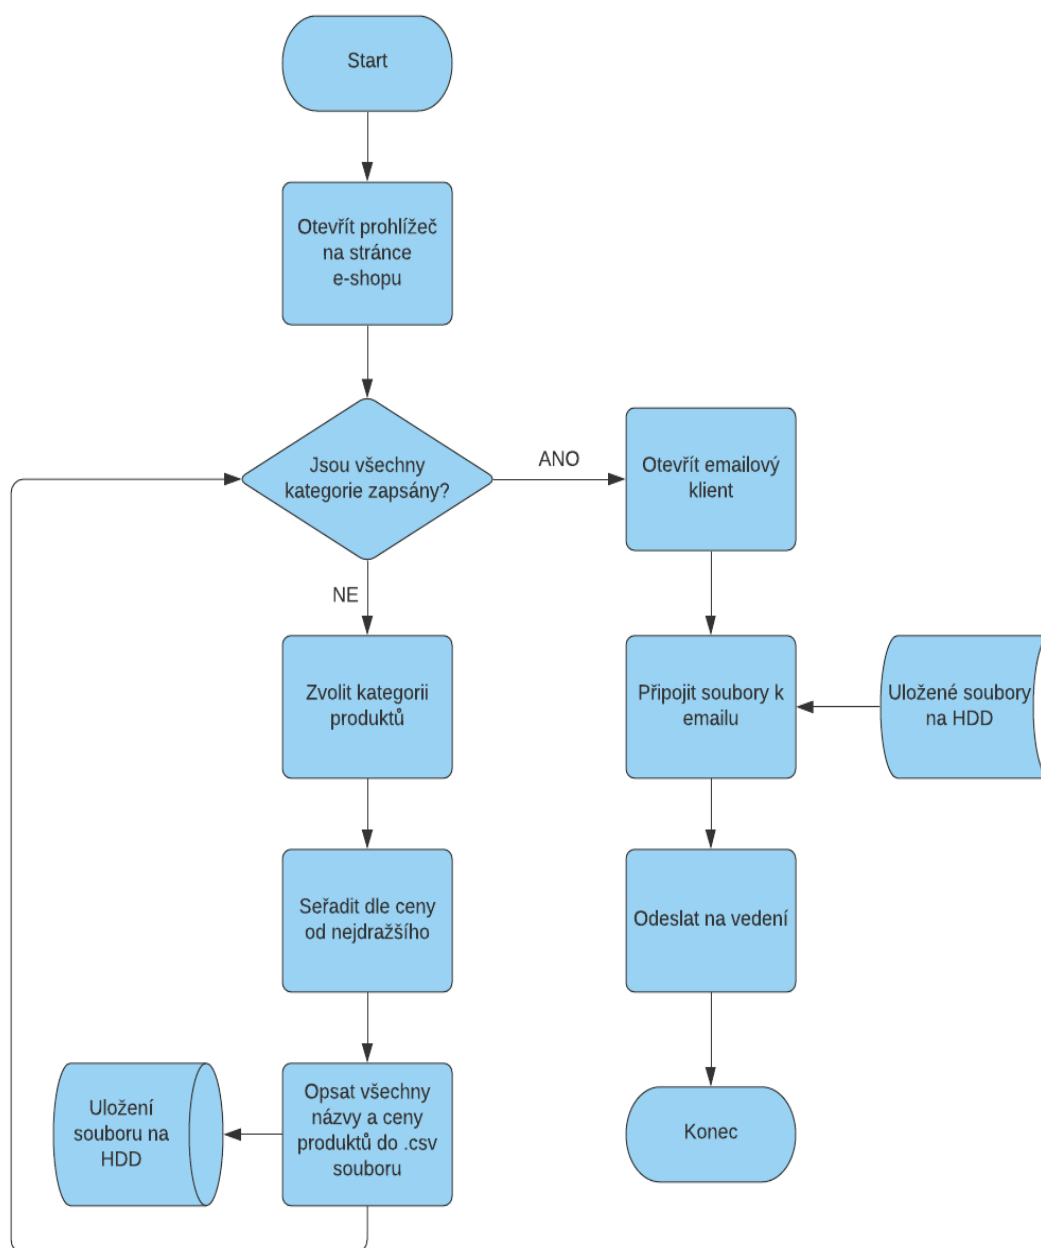 Start
Otevřít prohlížeč
na stránce
e-shopu
Jsou všechny
kategorie zapsány?
ANO
Otevřít emailový
klient
NE
Zvolit kategorii
produktů
Připojit soubory k
emailu
Uložené soubory
na HDD
Seřadit dle ceny
od nejdražšího
Odeslat na vedení
Opsat všechny
názvy a ceny
produktů do .csv
souboru
Uložení
souboru na
HDD
Konec